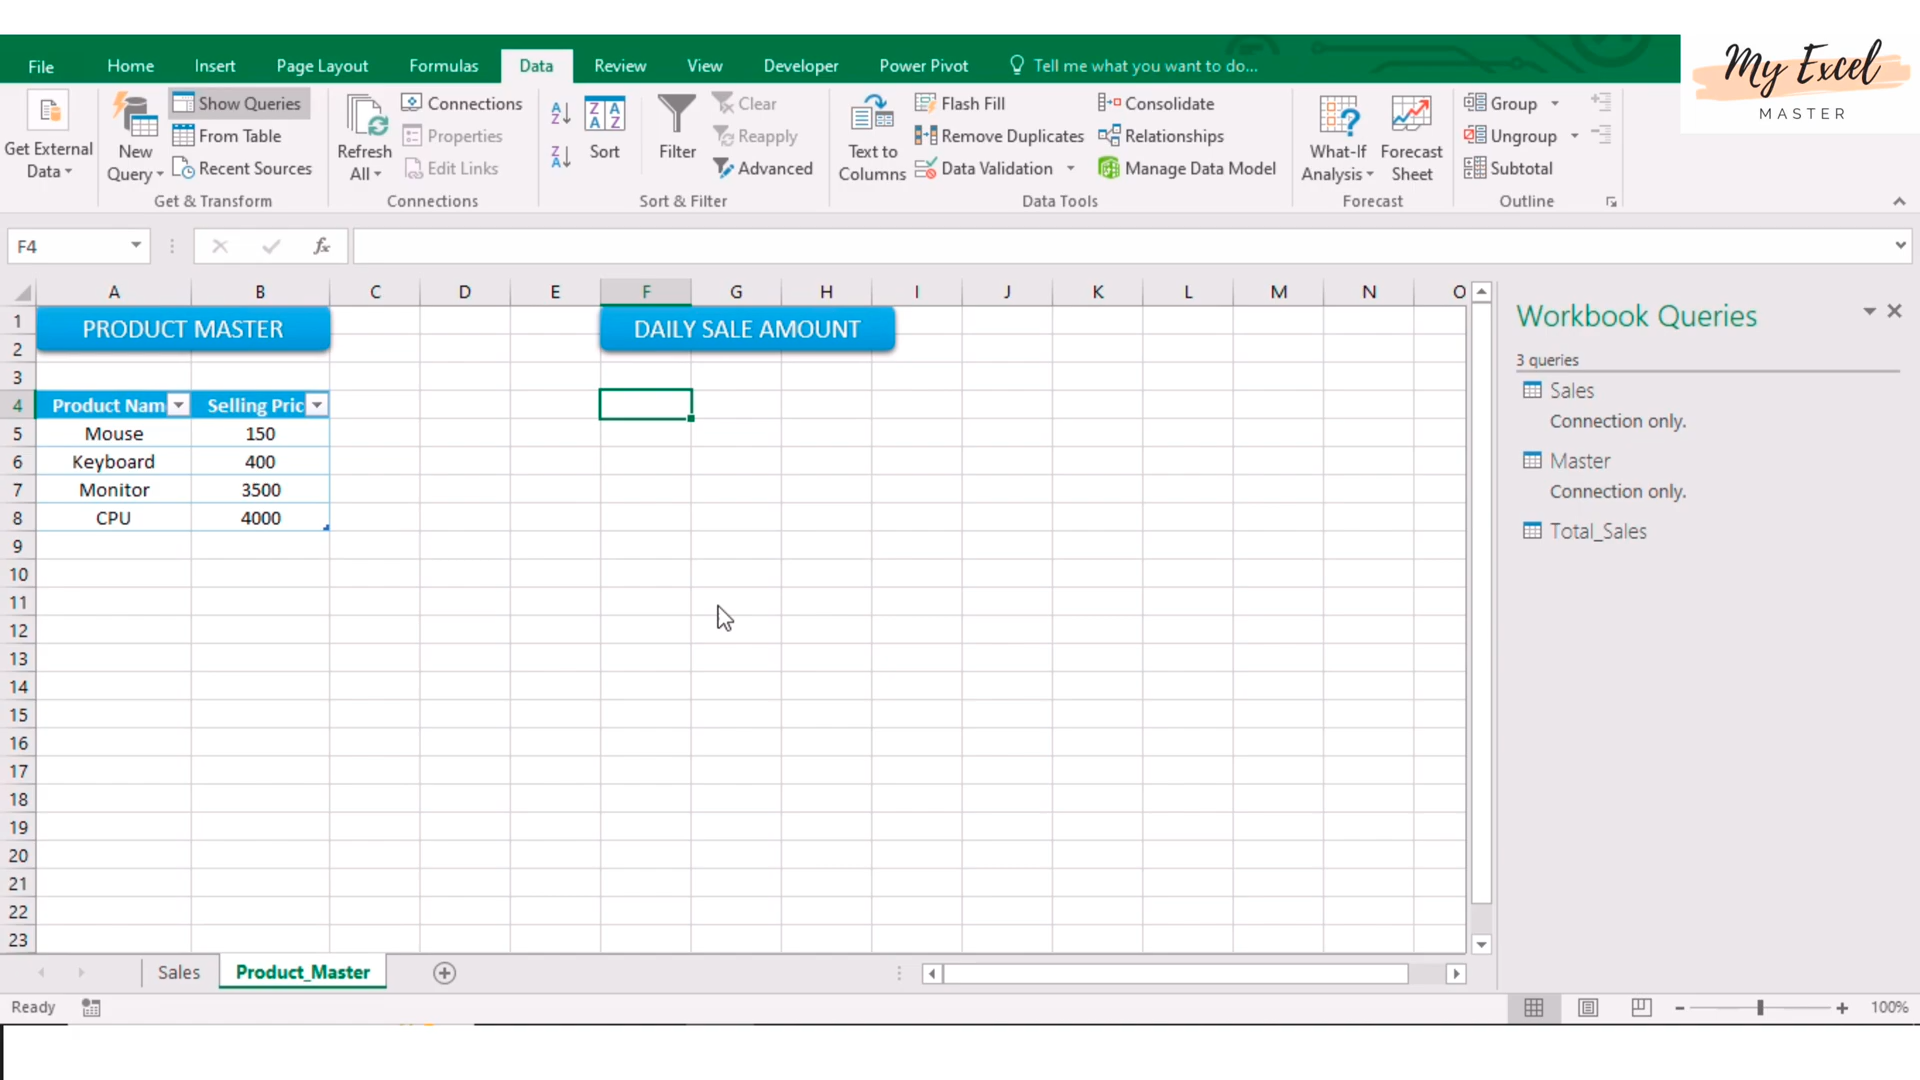 My Excel
MASTER
File Home Insert Page Layout Formulas Data Review View Developer Power Pivot Tell me what you want to do...
Get External Data
New Query
Show Queries
From Table
Recent Sources
Get & Transform
Refresh All
Connections
Properties
Edit Links
Connections
Sort
Filter
Clear
Reapply
Advanced
Sort & Filter
Text to Columns
Flash Fill
Remove Duplicates
Data Validation
Consolidate
Relationships
Manage Data Model
Data Tools
What-If Analysis
Forecast Sheet
Forecast
Group
Ungroup
Subtotal
Outline
F4 fx
A B C D E F G H I J K L M N O
1 PRODUCT MASTER DAILY SALE AMOUNT
2
3
4 Product Nam Selling Pric
5 Mouse 150
6 Keyboard 400
7 Monitor 3500
8 CPU 4000
9
10
11
12
13
14
15
16
17
18
19
20
21
22
23
Workbook Queries
3 queries
Sales
Connection only.
Master
Connection only.
Total_Sales
Sales Product_Master
Ready 100%